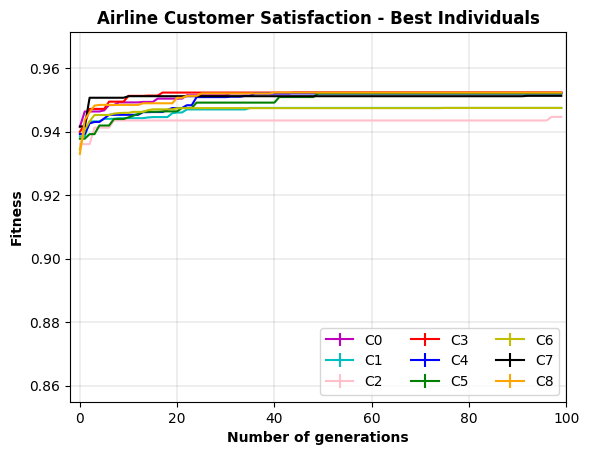 Airline Customer Satisfaction - Best Individuals
Fitness
0.96
0.94
0.92
0.90
0.88
0.86
C0 C3 C6
C1 C4 C7
C2 C5 C8
0 20 40 60 80 100
Number of generations